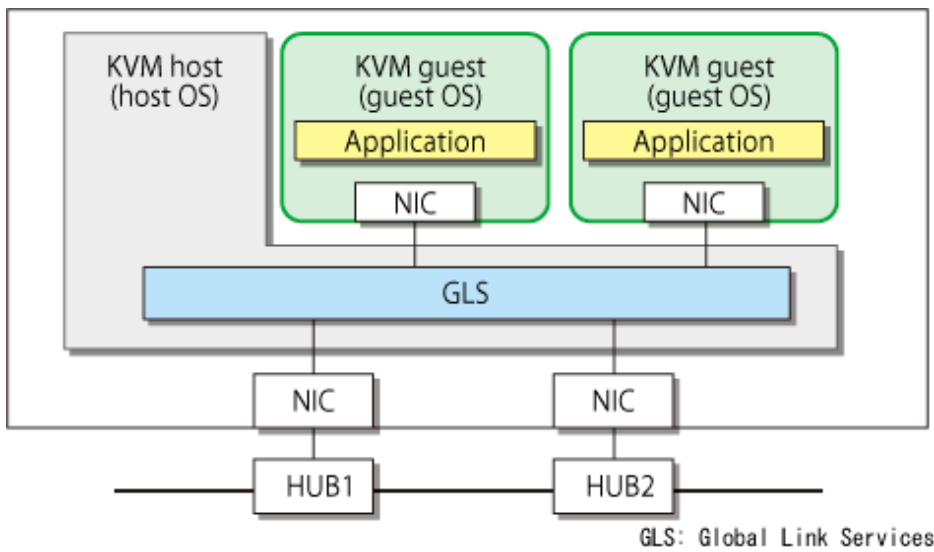 KVM host
(host OS)
KVM guest
(guest OS)
Application
NIC
KVM guest
(guest OS)
Application
NIC
GLS
NIC
NIC
HUB1
HUB2
GLS: Global Link Services